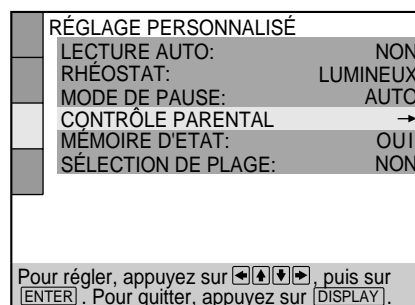 RÉGLAGE PERSONNALISÉ
LECTURE AUTO: NON
RHÉOSTAT: LUMINEUX
MODE DE PAUSE: AUTO
CONTRÔLE PARENTAL →
MÉMOIRE D'ETAT: OUI
SÉLECTION DE PLAGE: NON
Pour régler, appuyez sur ←↑↓→, puis sur
ENTER. Pour quitter, appuyez sur DISPLAY.